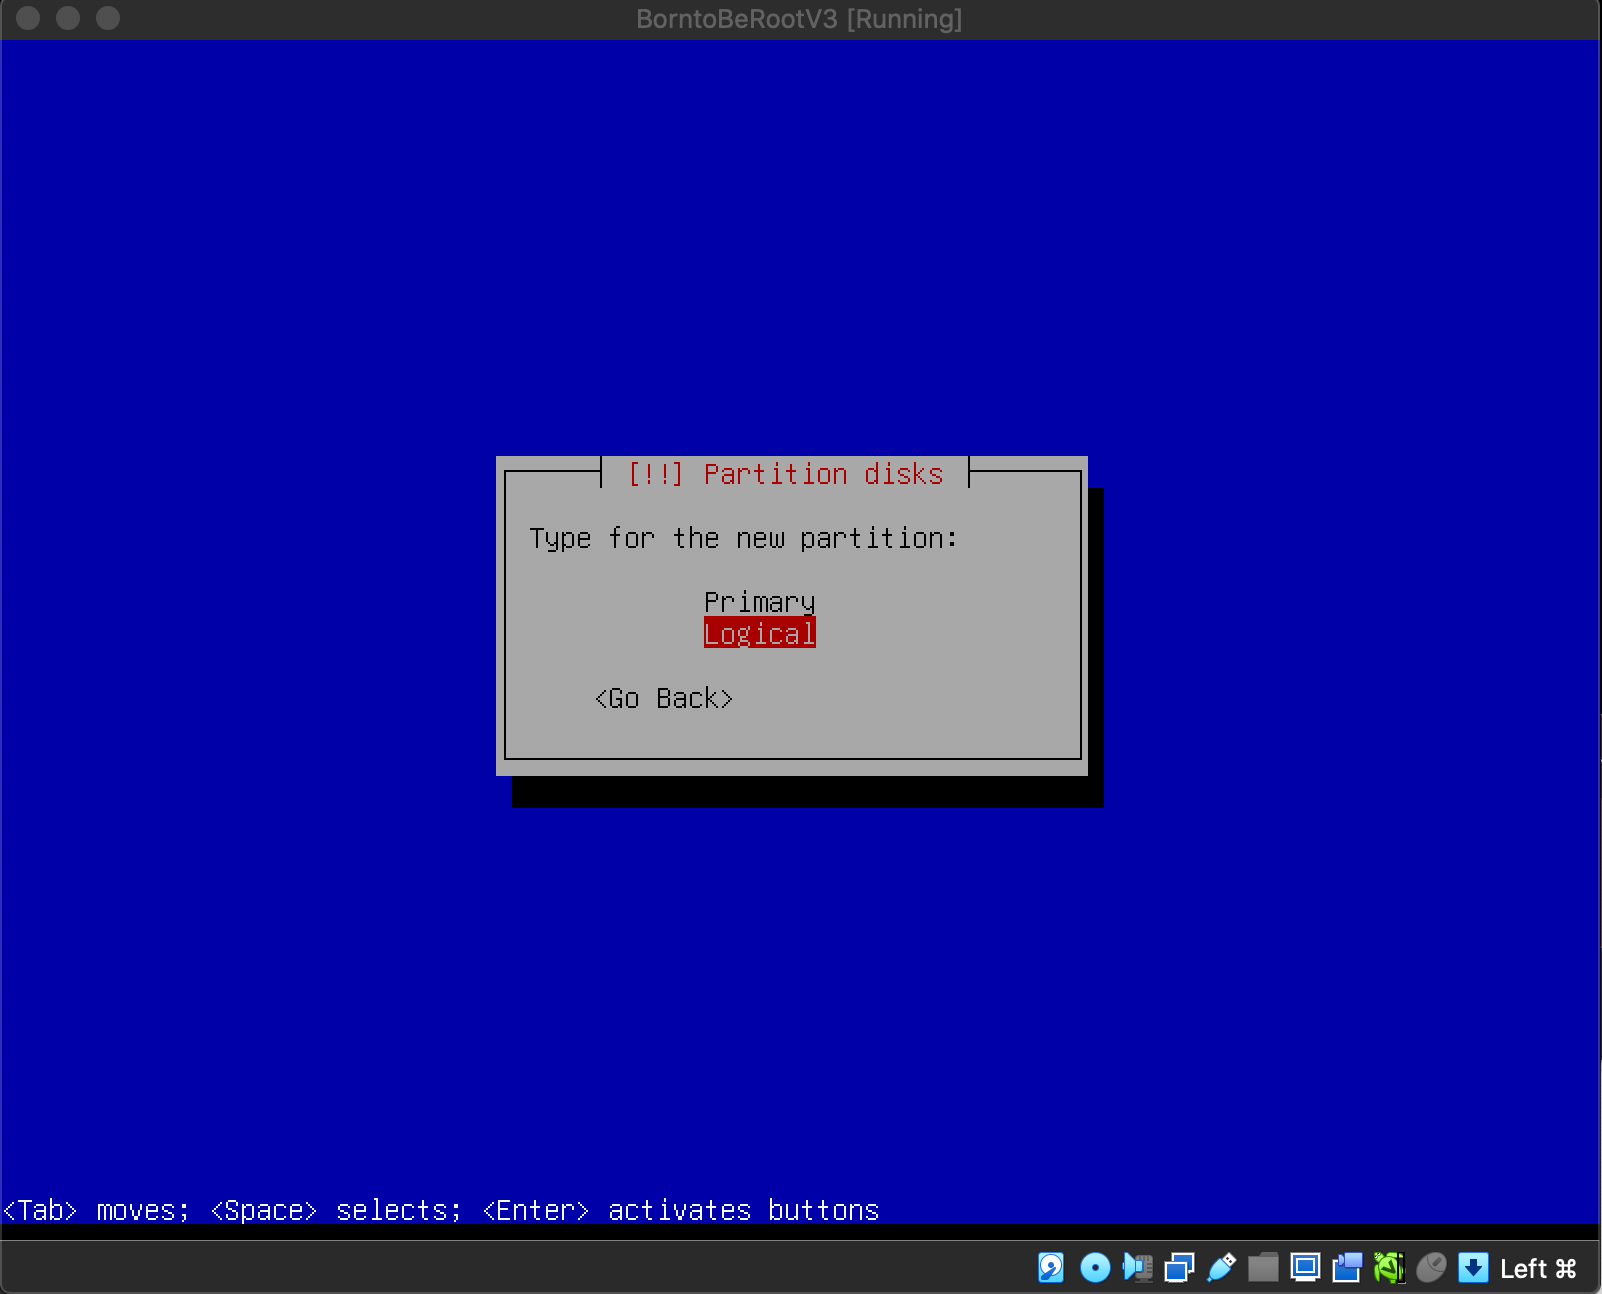 BorntoBeRootV3 [Running]
[!!] Partition disks
Type for the new partition:
Primary
Logical
<Go Back>
<Tab> moves; <Space> selects; <Enter> activates buttons
Left ⌘